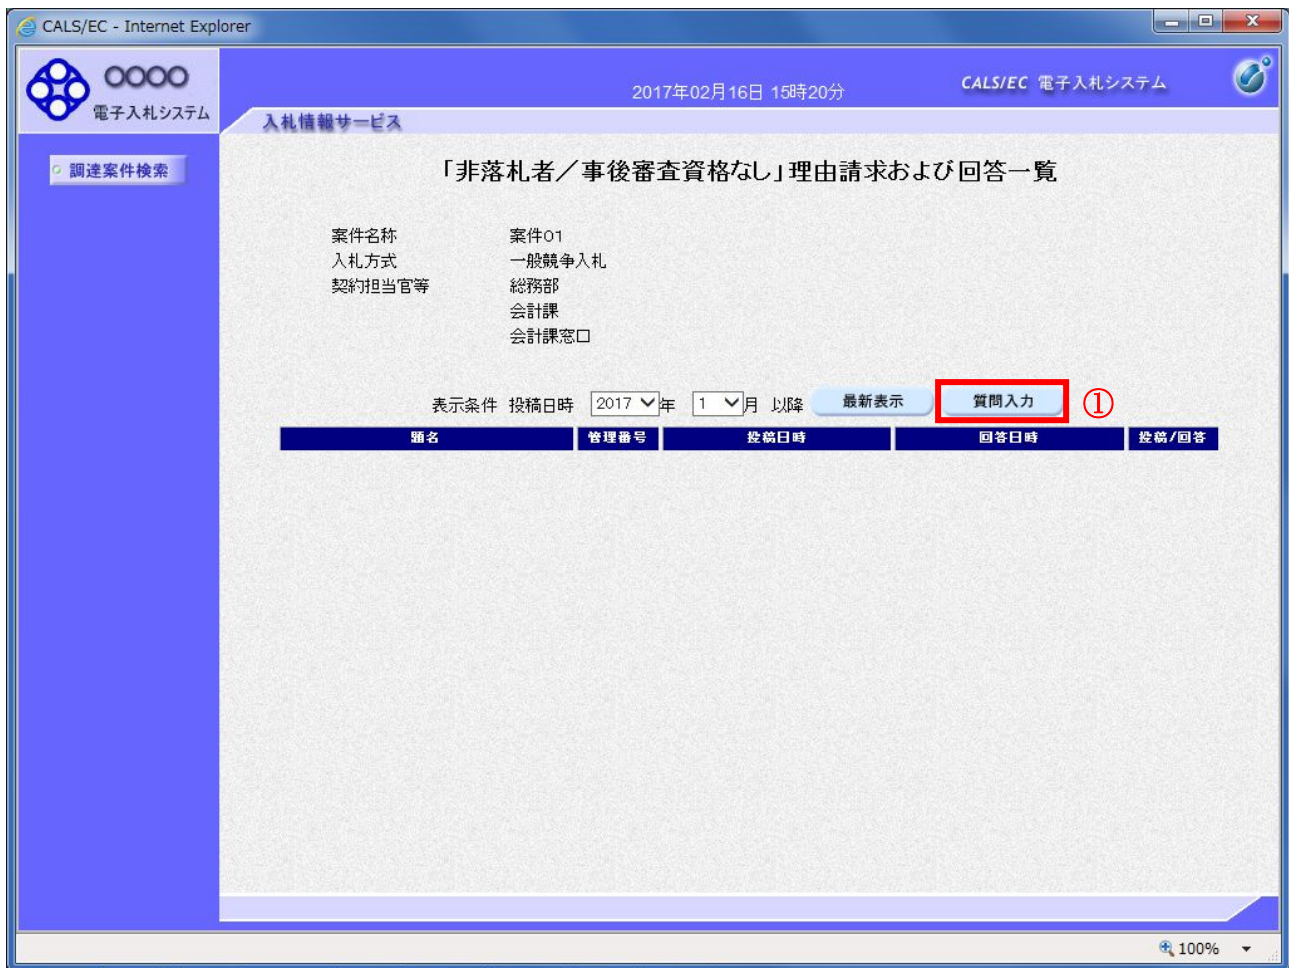 CALS/EC - Internet Explorer
OOOO
電子入札システム
2017年02月16日 15時20分
CALS/EC 電子入札システム
入札情報サービス
調達案件検索
「非落札者／事後審査資格なし」理由請求および回答一覧
案件名称 案件01
入札方式 一般競争入札
契約担当官等 総務部
会計課
会計課窓口
表示条件 投稿日時 2017 年 1 月 以降 最新表示 質問入力 ①
題名 管理番号 投稿日時 回答日時 投稿/回答
100%